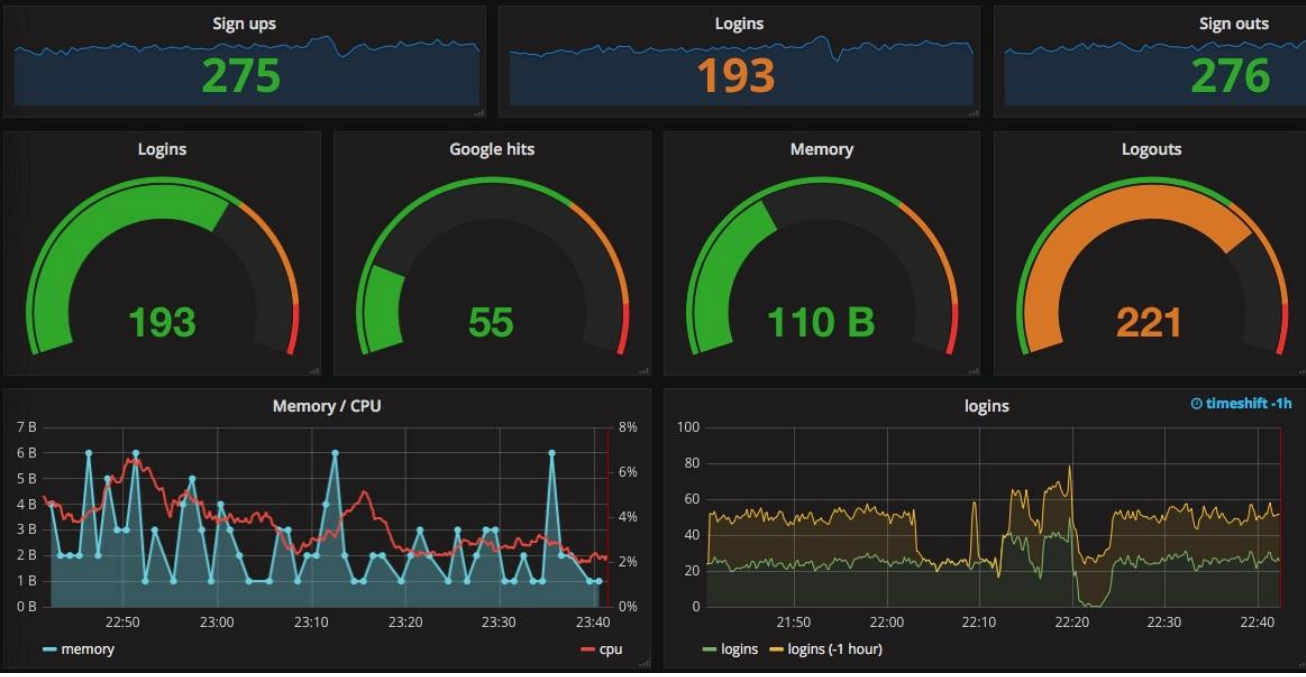 Sign ups
275
Logins
193
Sign outs
276
Logins
193
Google hits
55
Memory
110 B
Logouts
221
Memory / CPU
7 B
6 B
5 B
4 B
3 B
2 B
1 B
0 B
8%
6%
4%
2%
0%
22:50 23:00 23:10 23:20 23:30 23:40
memory cpu
logins
timeshift -1h
100
80
60
40
20
0
21:50 22:00 22:10 22:20 22:30 22:40
logins logins (-1 hour)